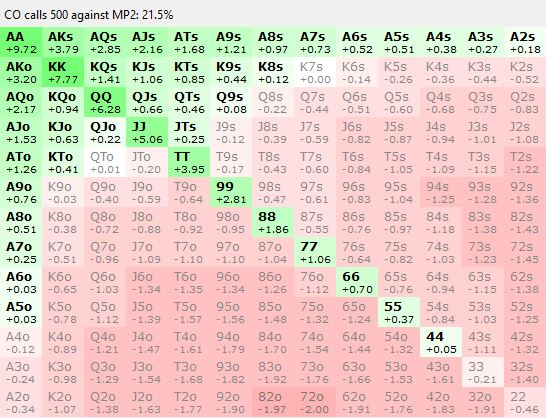 CO calls 500 against MP2: 21.5%
AA AKs AQs AJs ATs A9s A8s A7s A6s A5s A4s A3s A2s
+9.72 +3.79 +2.85 +2.16 +1.68 +1.21 +0.97 +0.73 +0.52 +0.51 +0.38 +0.27 +0.18
AKo KK KQs KJs KTs K9s K8s K7s K6s K5s K4s K3s K2s
+3.20 +7.77 +1.41 +1.06 +0.85 +0.44 +0.12 +0.00 -0.14 -0.26 -0.36 -0.44 -0.52
AQo KQo QQ QJs QTs Q9s Q8s Q7s Q6s Q5s Q4s Q3s Q2s
+2.17 +0.94 +6.28 +0.66 +0.46 +0.08 -0.22 -0.44 -0.51 -0.60 -0.68 -0.75 -0.83
AJo KJo QJo JJ JTs J9s J8s J7s J6s J5s J4s J3s J2s
+1.53 +0.63 +0.22 +5.06 +0.25 -0.12 -0.39 -0.59 -0.82 -0.87 -0.94 -1.01 -1.08
ATo KTo QTo JTo TT T9s T8s T7s T6s T5s T4s T3s T2s
+1.26 +0.41 +0.01 -0.20 +3.95 -0.17 -0.43 -0.60 -0.84 -1.05 -1.09 -1.15 -1.22
A9o K9o Q9o J9o T9o 99 98s 97s 96s 95s 94s 93s 92s
+0.76 -0.03 -0.40 -0.59 -0.64 +2.81 -0.47 -0.61 -0.83 -1.04 -1.25 -1.28 -1.36
A8o K8o Q8o J8o T8o 98o 88 87s 86s 85s 84s 83s 82s
+0.51 -0.38 -0.72 -0.88 -0.92 -0.95 +1.86 -0.55 -0.76 -0.97 -1.18 -1.38 -1.43
A7o K7o Q7o J7o T7o 97o 87o 77 76s 75s 74s 73s 72s
+0.25 -0.51 -0.96 -1.09 -1.10 -1.10 -1.04 +1.06 -0.64 -0.82 -1.03 -1.23 -1.45
A6o K6o Q6o J6o T6o 96o 86o 76o 66 65s 64s 63s 62s
+0.03 -0.65 -1.03 -1.34 -1.35 -1.34 -1.26 -1.12 +0.70 -0.76 -0.94 -1.15 -1.38
A5o K5o Q5o J5o T5o 95o 85o 75o 65o 55 54s 53s 52s
+0.03 -0.78 -1.12 -1.39 -1.57 -1.56 -1.48 -1.32 -1.24 +0.37 -0.84 -1.03 -1.25
A4o K4o Q4o J4o T4o 94o 84o 74o 64o 54o 44 43s 42s
-0.12 -0.89 -1.21 -1.47 -1.61 -1.79 -1.70 -1.54 -1.44 -1.32 +0.05 -1.11 -1.32
A3o K3o Q3o J3o T3o 93o 83o 73o 63o 53o 43o 33 32s
-0.24 -0.98 -1.29 -1.54 -1.68 -1.82 -1.92 -1.76 -1.66 -1.53 -1.61 -0.21 -1.40
A2o K2o Q2o J2o T2o 92o 82o 72o 62o 52o 42o 32o 22
-0.34 -1.07 -1.38 -1.63 -1.77 -1.90 -1.97 -2.00 -1.91 -1.76 -1.83 -1.91 -0.46